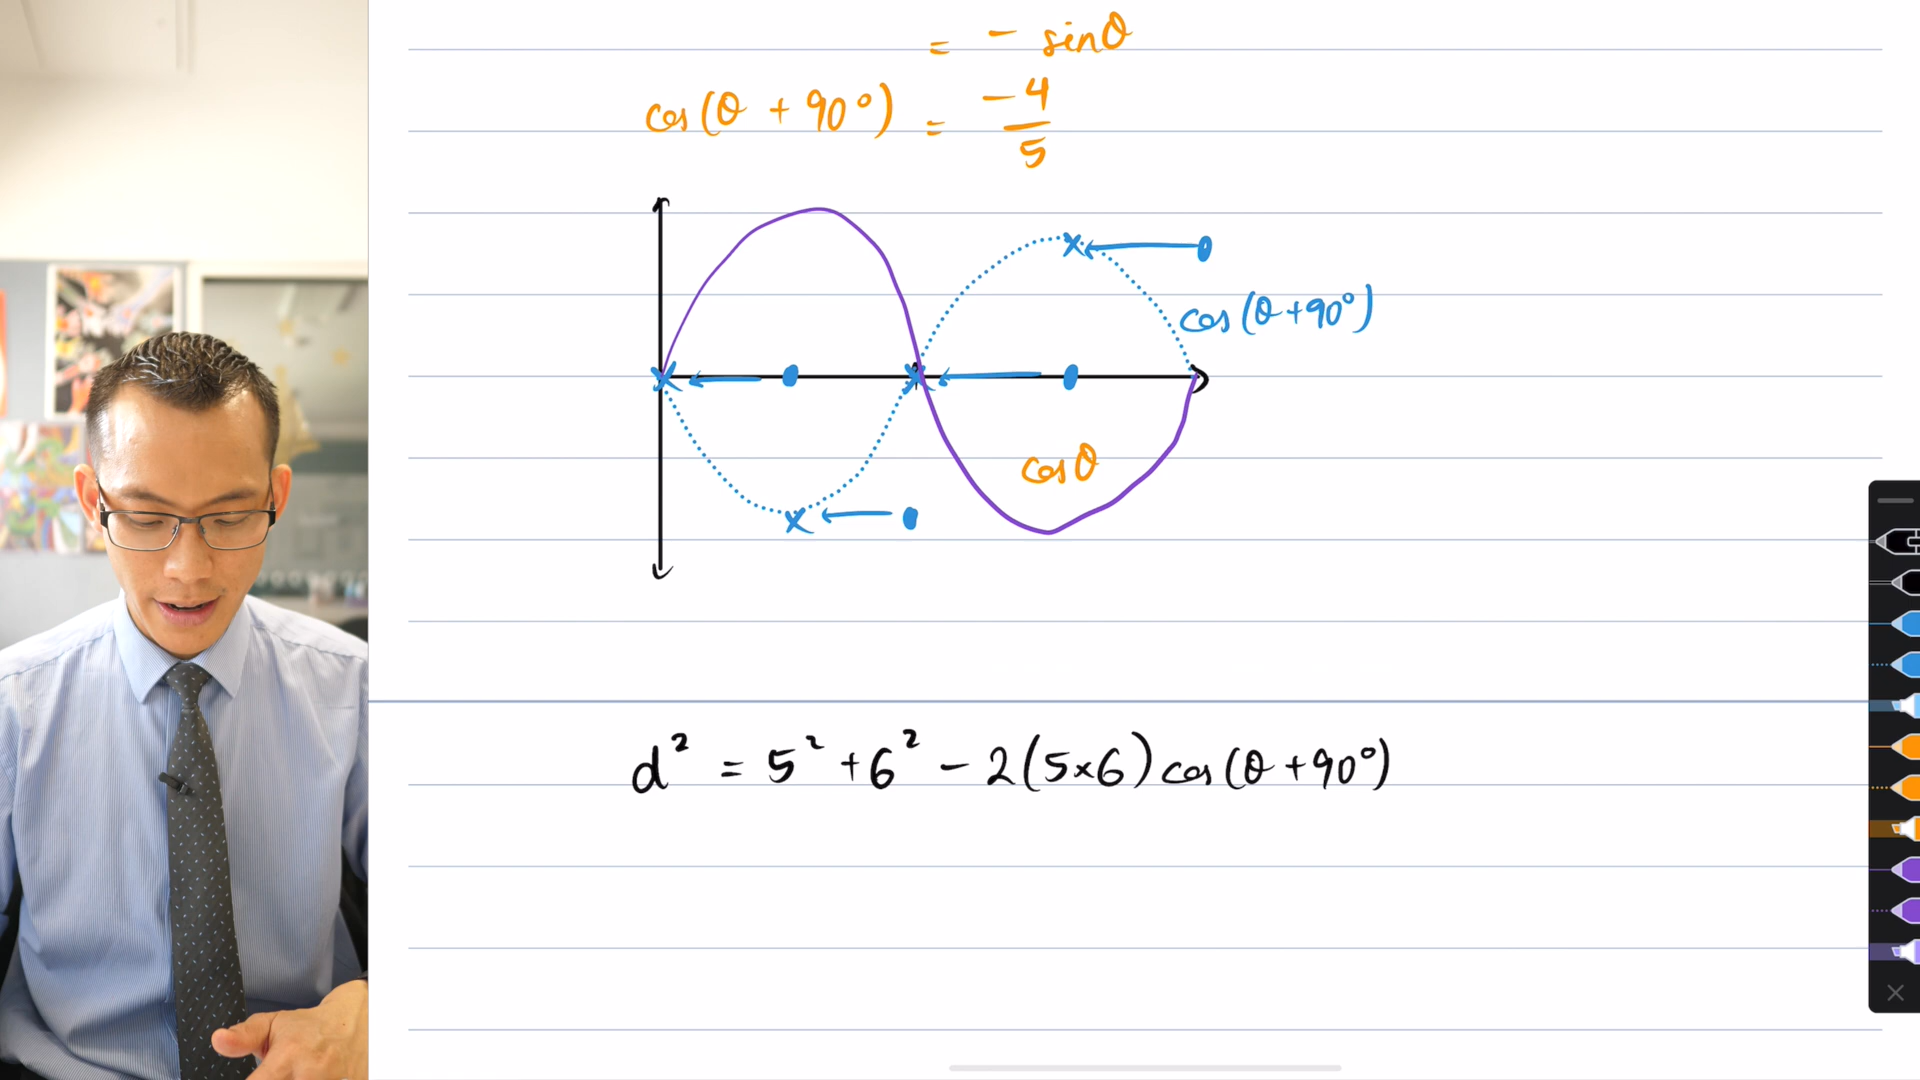 = - sinθ
cos(θ + 90°) = -4/5
cos(θ+90°)
cosθ
d² = 5² + 6² - 2(5×6)cos(θ+90°)